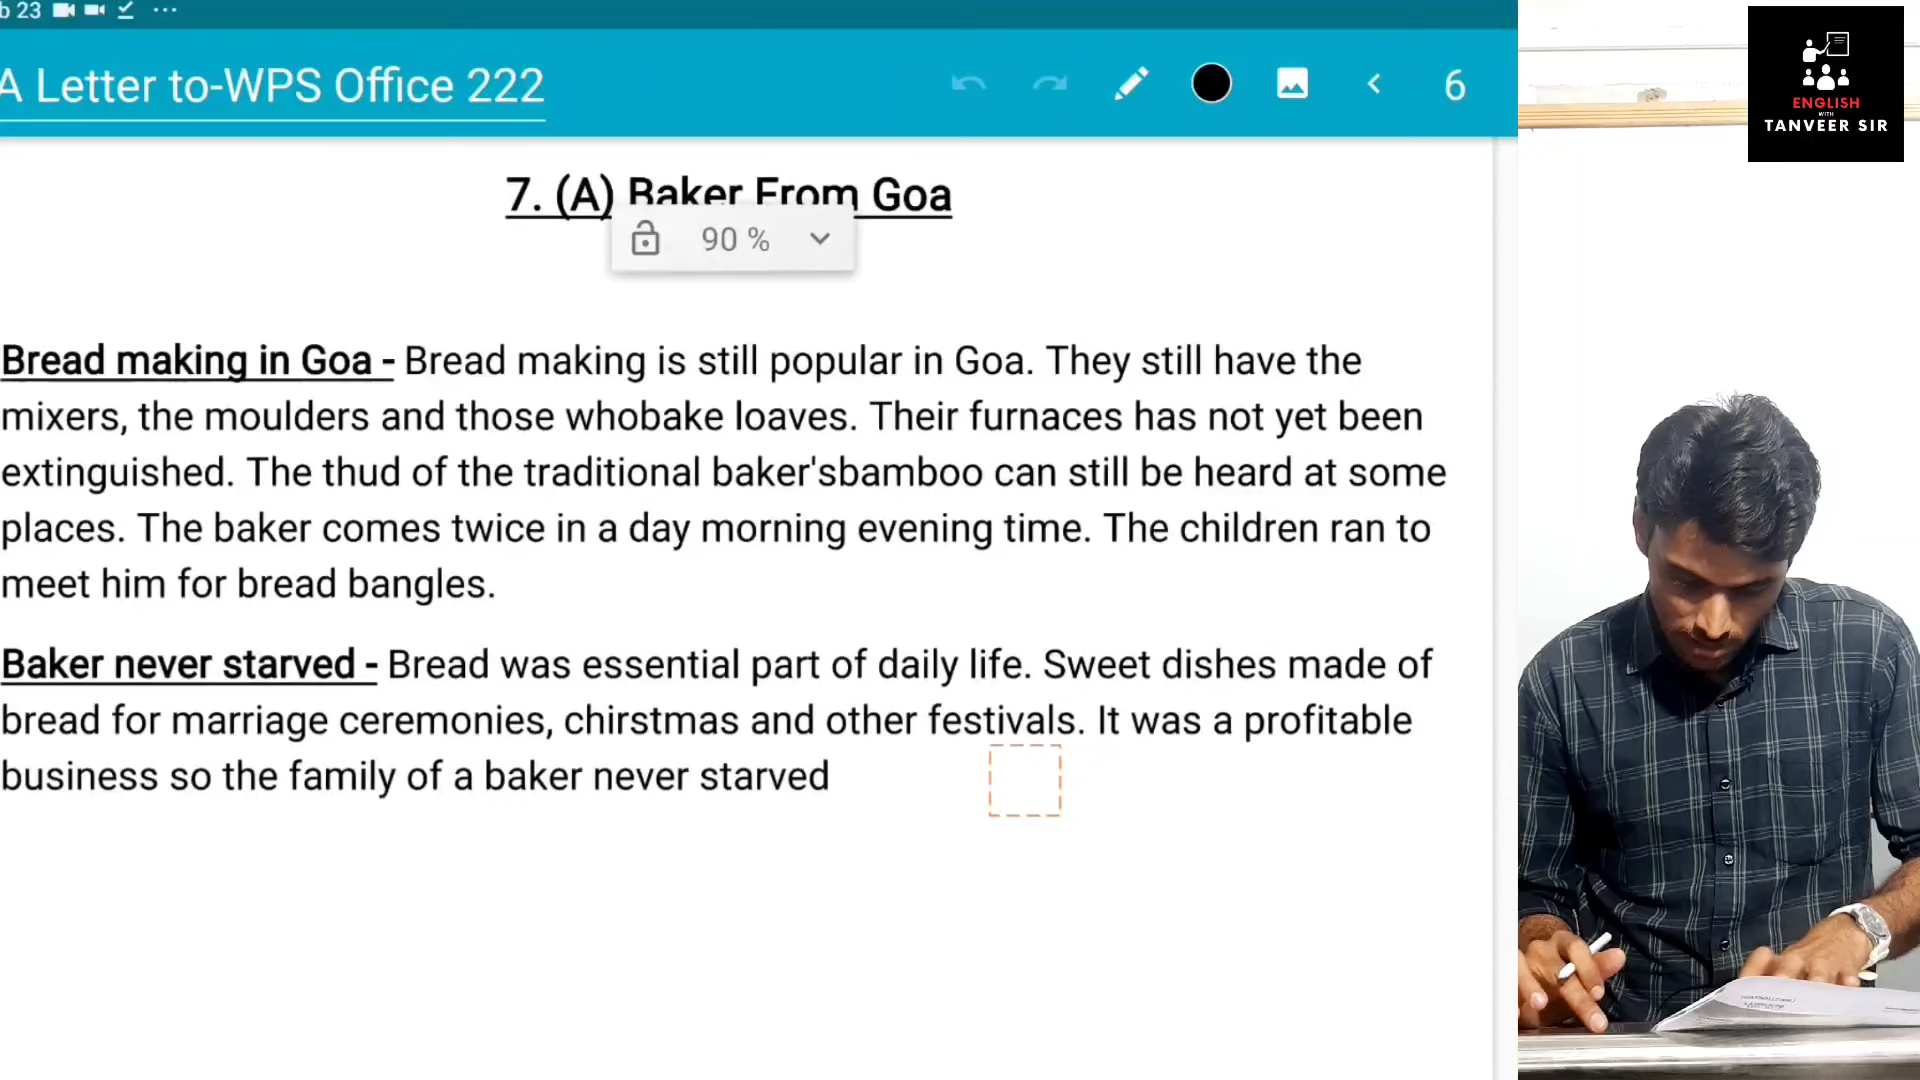 b 23
A Letter to-WPS Office 222
6
7. (A) Baker From Goa
90 %
Bread making in Goa - Bread making is still popular in Goa. They still have the
mixers, the moulders and those whobake loaves. Their furnaces has not yet been
extinguished. The thud of the traditional baker'sbamboo can still be heard at some
places. The baker comes twice in a day morning evening time. The children ran to
meet him for bread bangles.
Baker never starved - Bread was essential part of daily life. Sweet dishes made of
bread for marriage ceremonies, chirstmas and other festivals. It was a profitable
business so the family of a baker never starved
ENGLISH
WITH
TANVEER SIR